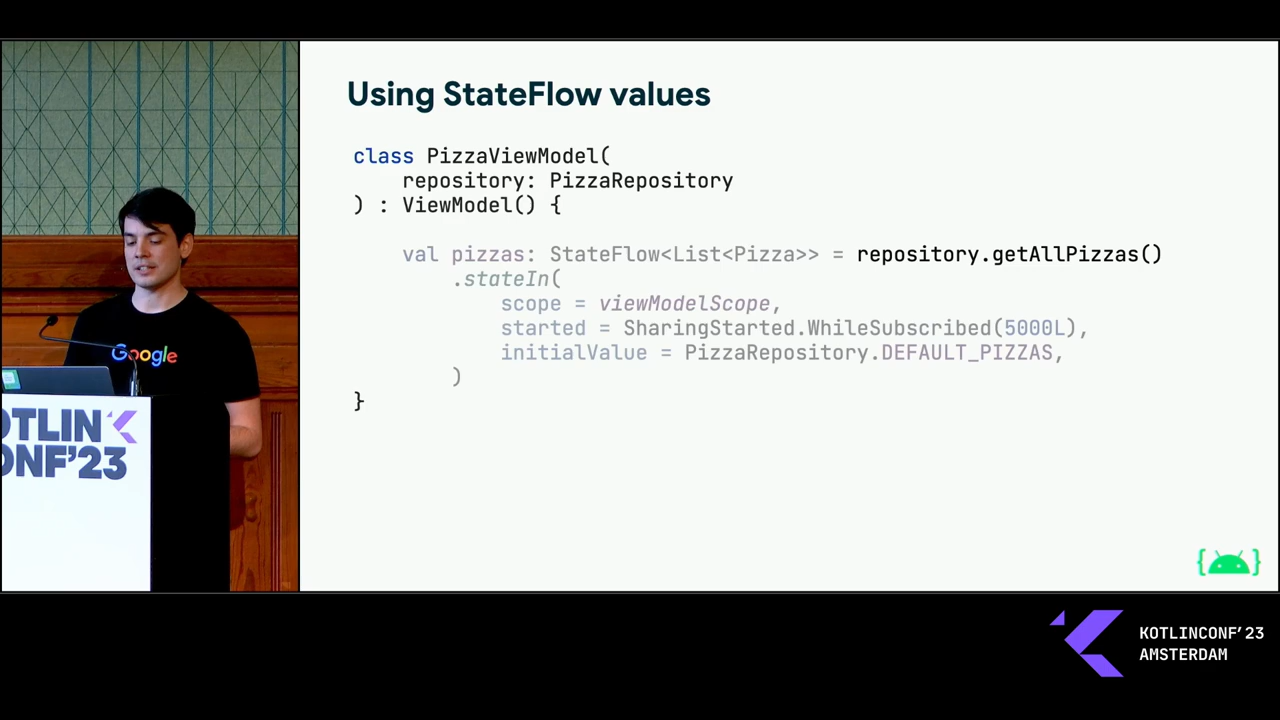 Using StateFlow values
class PizzaViewModel(
    repository: PizzaRepository
) : ViewModel() {
    val pizzas: StateFlow<List<Pizza>> = repository.getAllPizzas()
        .stateIn(
            scope = viewModelScope,
            started = SharingStarted.WhileSubscribed(5000L),
            initialValue = PizzaRepository.DEFAULT_PIZZAS,
        )
}
Google
OTLIN
ONF'23
KOTLINCONF'23
AMSTERDAM